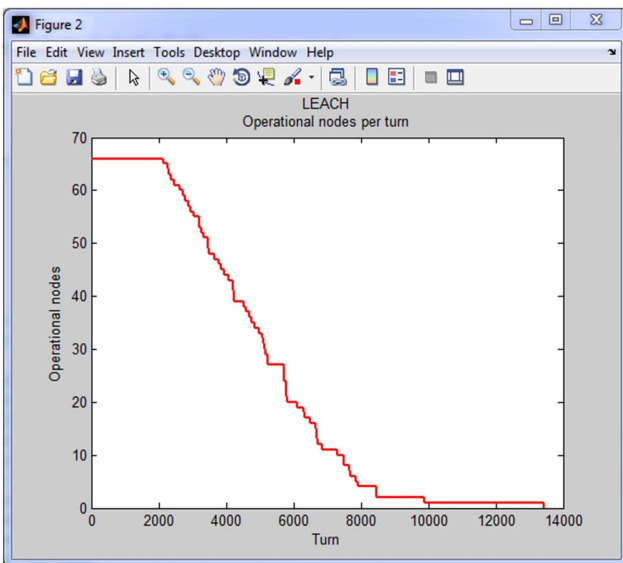 Figure 2
File Edit View Insert Tools Desktop Window Help
LEACH
Operational nodes per turn
70
60
50
40
30
20
10
0
Operational nodes
0 2000 4000 6000 8000 10000 12000 14000
Turn